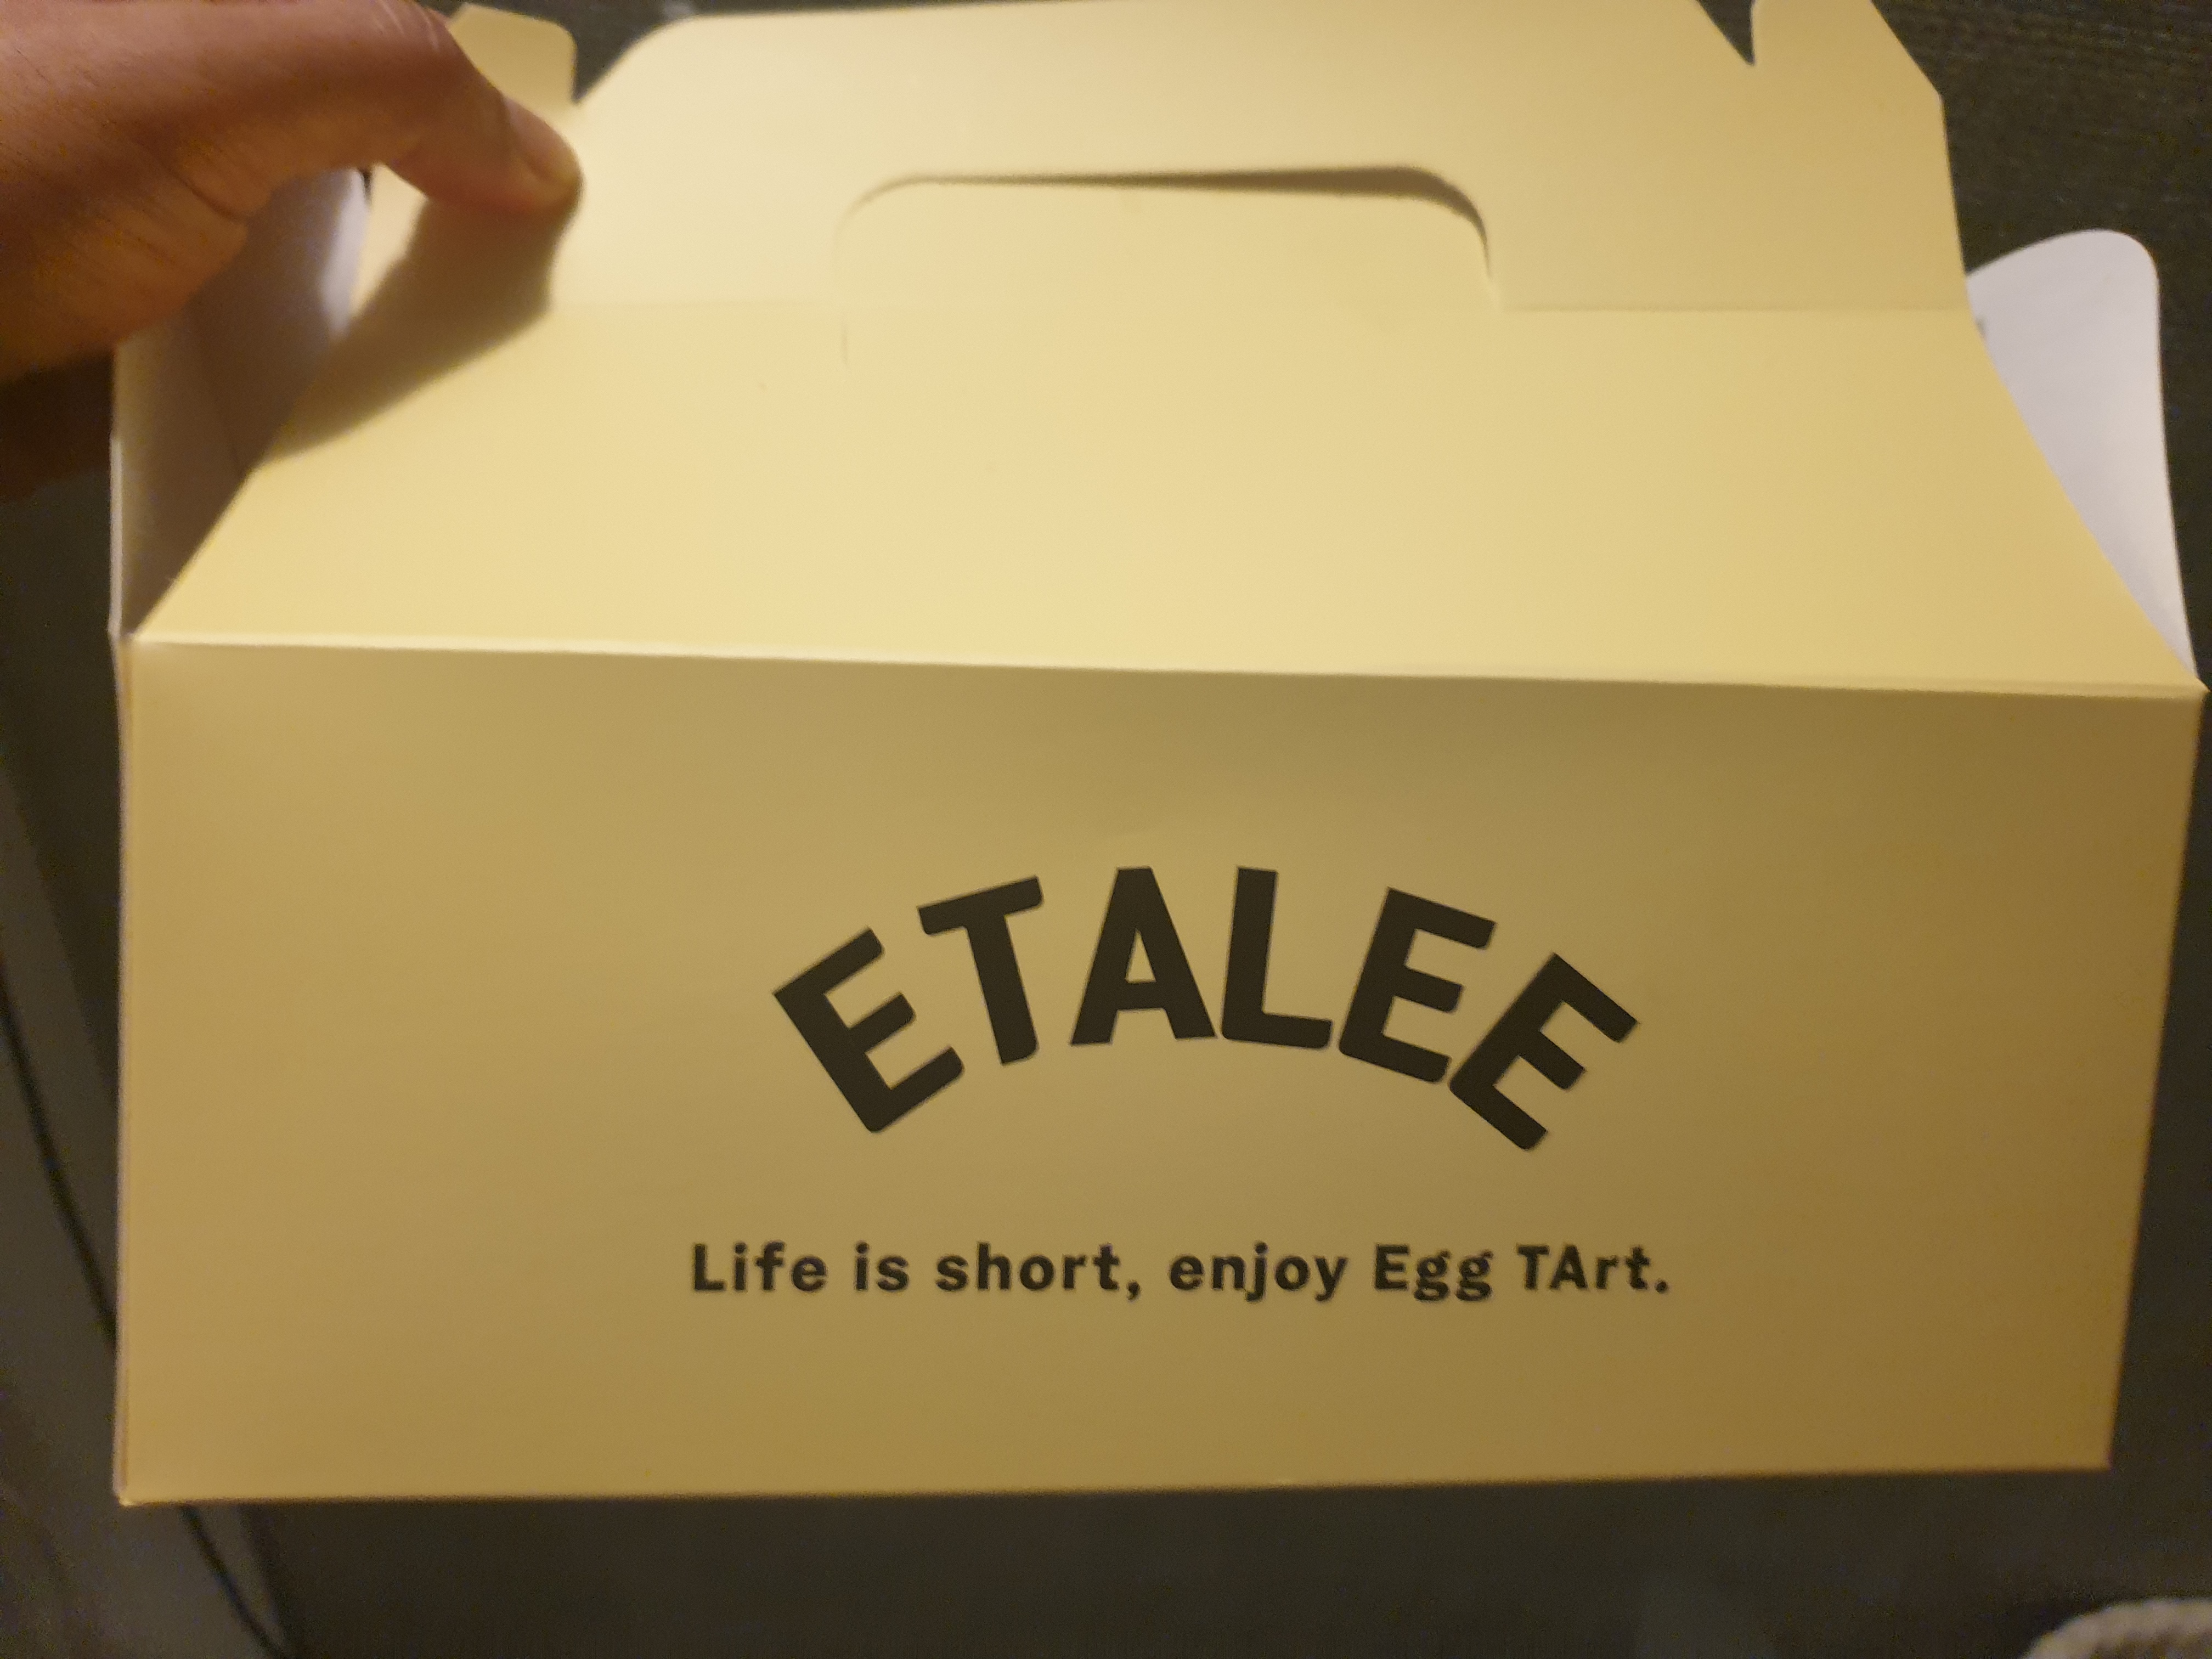 ETALEE
Life is short, enjoy Egg TArt.